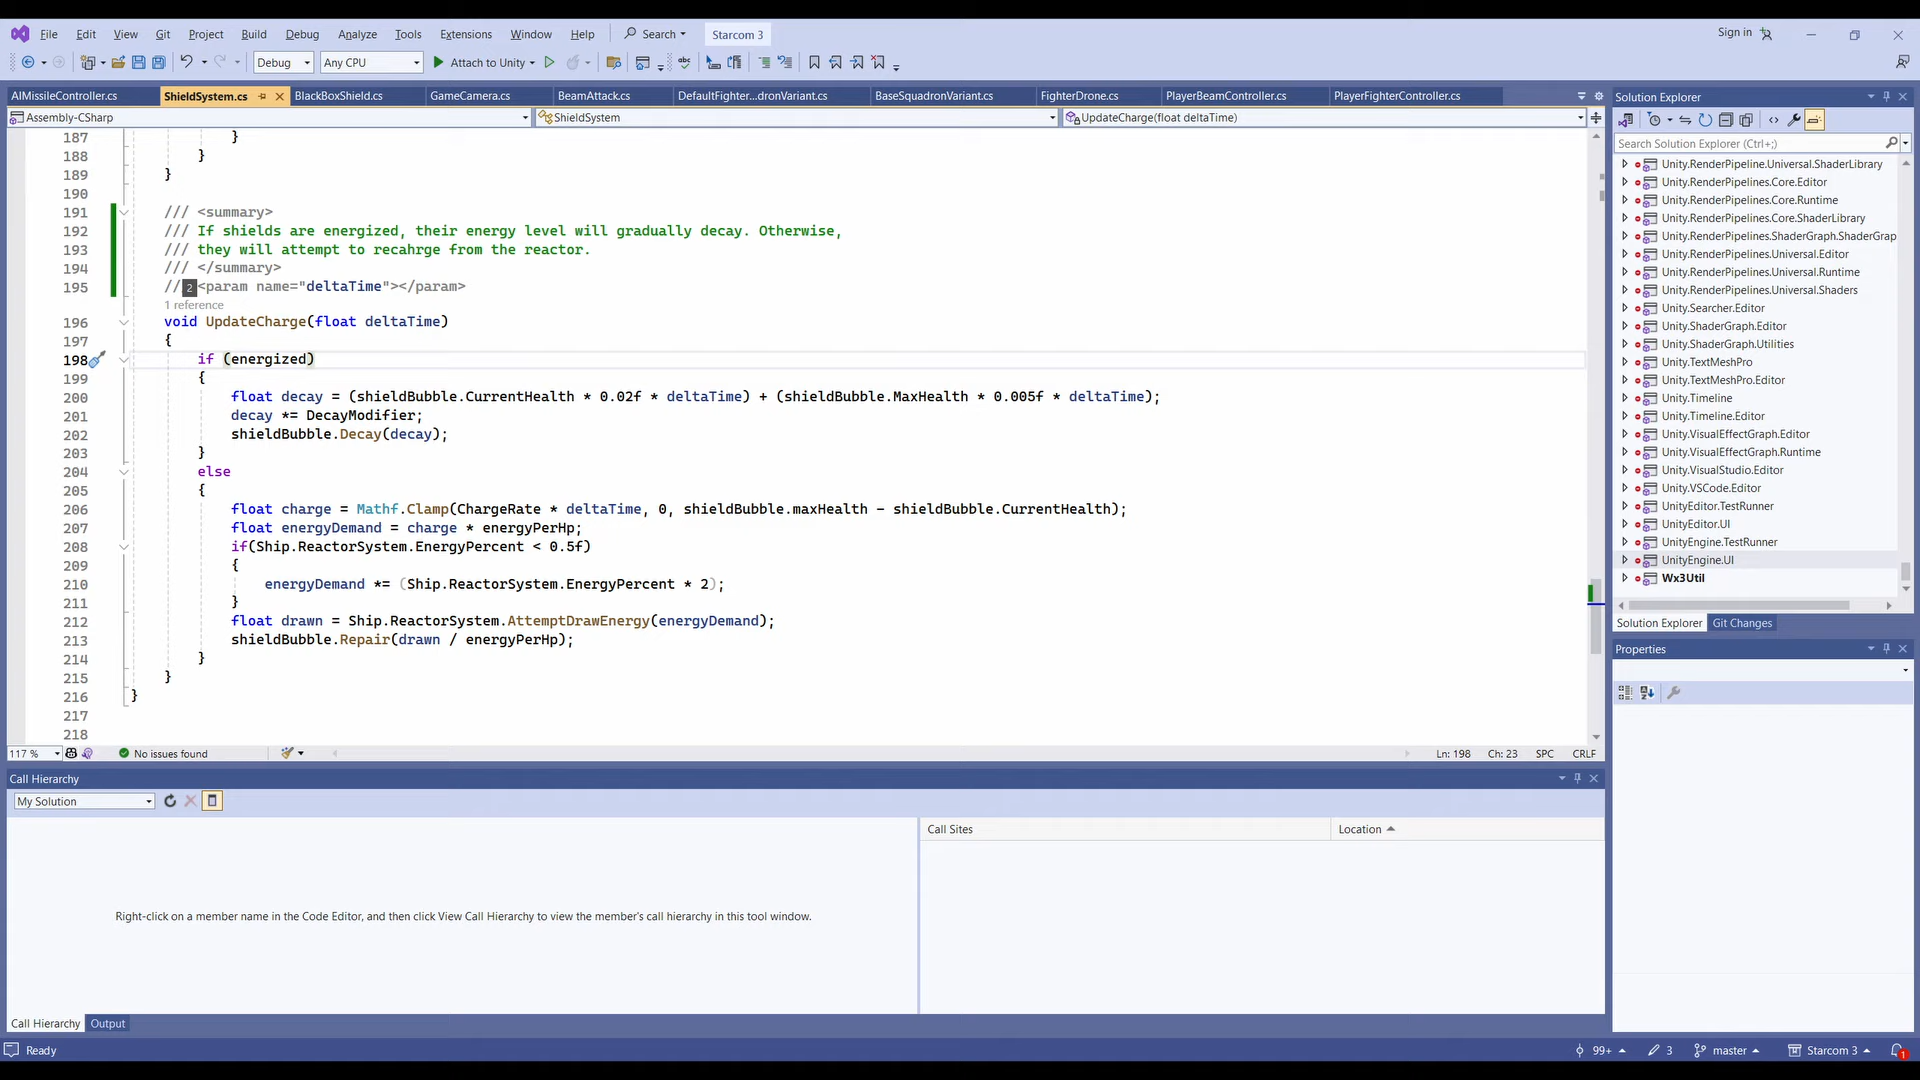 File Edit View Git Project Build Debug Test Analyze Tools Extensions Window Help Search Starcom 3 Sign in
Debug Any CPU Attach to Unity
AIMissileController.cs ShieldSystem.cs BlackBoxShield.cs GameCamera.cs BeamAttack.cs DefaultFighter...dronVariant.cs BaseSquadronVariant.cs FighterDrone.cs PlayerBeamController.cs PlayerFighterController.cs
Assembly-CSharp ShieldSystem UpdateCharge(float deltaTime)
187 }
188 }
189 }
190
191 /// <summary>
192 /// If shields are energized, their energy level will gradually decay. Otherwise,
193 /// they will attempt to recahrge from the reactor.
194 /// </summary>
195 // 2 <param name="deltaTime"></param>
1 reference
196 void UpdateCharge(float deltaTime)
197 {
198 if (energized)
199 {
200 float decay = (shieldBubble.CurrentHealth * 0.02f * deltaTime) + (shieldBubble.MaxHealth * 0.005f * deltaTime);
201 decay *= DecayModifier;
202 shieldBubble.Decay(decay);
203 }
204 else
205 {
206 float charge = Mathf.Clamp(ChargeRate * deltaTime, 0, shieldBubble.maxHealth - shieldBubble.CurrentHealth);
207 float energyDemand = charge * energyPerHp;
208 if(Ship.ReactorSystem.EnergyPercent < 0.5f)
209 {
210 energyDemand *= (Ship.ReactorSystem.EnergyPercent * 2);
211 }
212 float drawn = Ship.ReactorSystem.AttemptDrawEnergy(energyDemand);
213 shieldBubble.Repair(drawn / energyPerHp);
214 }
215 }
216 }
217
218
117 % No issues found Ln: 198 Ch: 23 SPC CRLF
Call Hierarchy
My Solution
Call Sites Location
Right-click on a member name in the Code Editor, and then click View Call Hierarchy to view the member's call hierarchy in this tool window.
Call Hierarchy Output
Solution Explorer
Search Solution Explorer (Ctrl+;)
Unity.RenderPipeline.Universal.ShaderLibrary
Unity.RenderPipelines.Core.Editor
Unity.RenderPipelines.Core.Runtime
Unity.RenderPipelines.Core.ShaderLibrary
Unity.RenderPipelines.ShaderGraph.ShaderGrap
Unity.RenderPipelines.Universal.Editor
Unity.RenderPipelines.Universal.Runtime
Unity.RenderPipelines.Universal.Shaders
Unity.Searcher.Editor
Unity.ShaderGraph.Editor
Unity.ShaderGraph.Utilities
Unity.TextMeshPro
Unity.TextMeshPro.Editor
Unity.Timeline
Unity.Timeline.Editor
Unity.VisualEffectGraph.Editor
Unity.VisualEffectGraph.Runtime
Unity.VisualStudio.Editor
Unity.VSCode.Editor
UnityEditor.TestRunner
UnityEditor.UI
UnityEngine.TestRunner
UnityEngine.UI
Wx3Util
Solution Explorer Git Changes
Properties
Ready 99+ 3 master Starcom 3 1